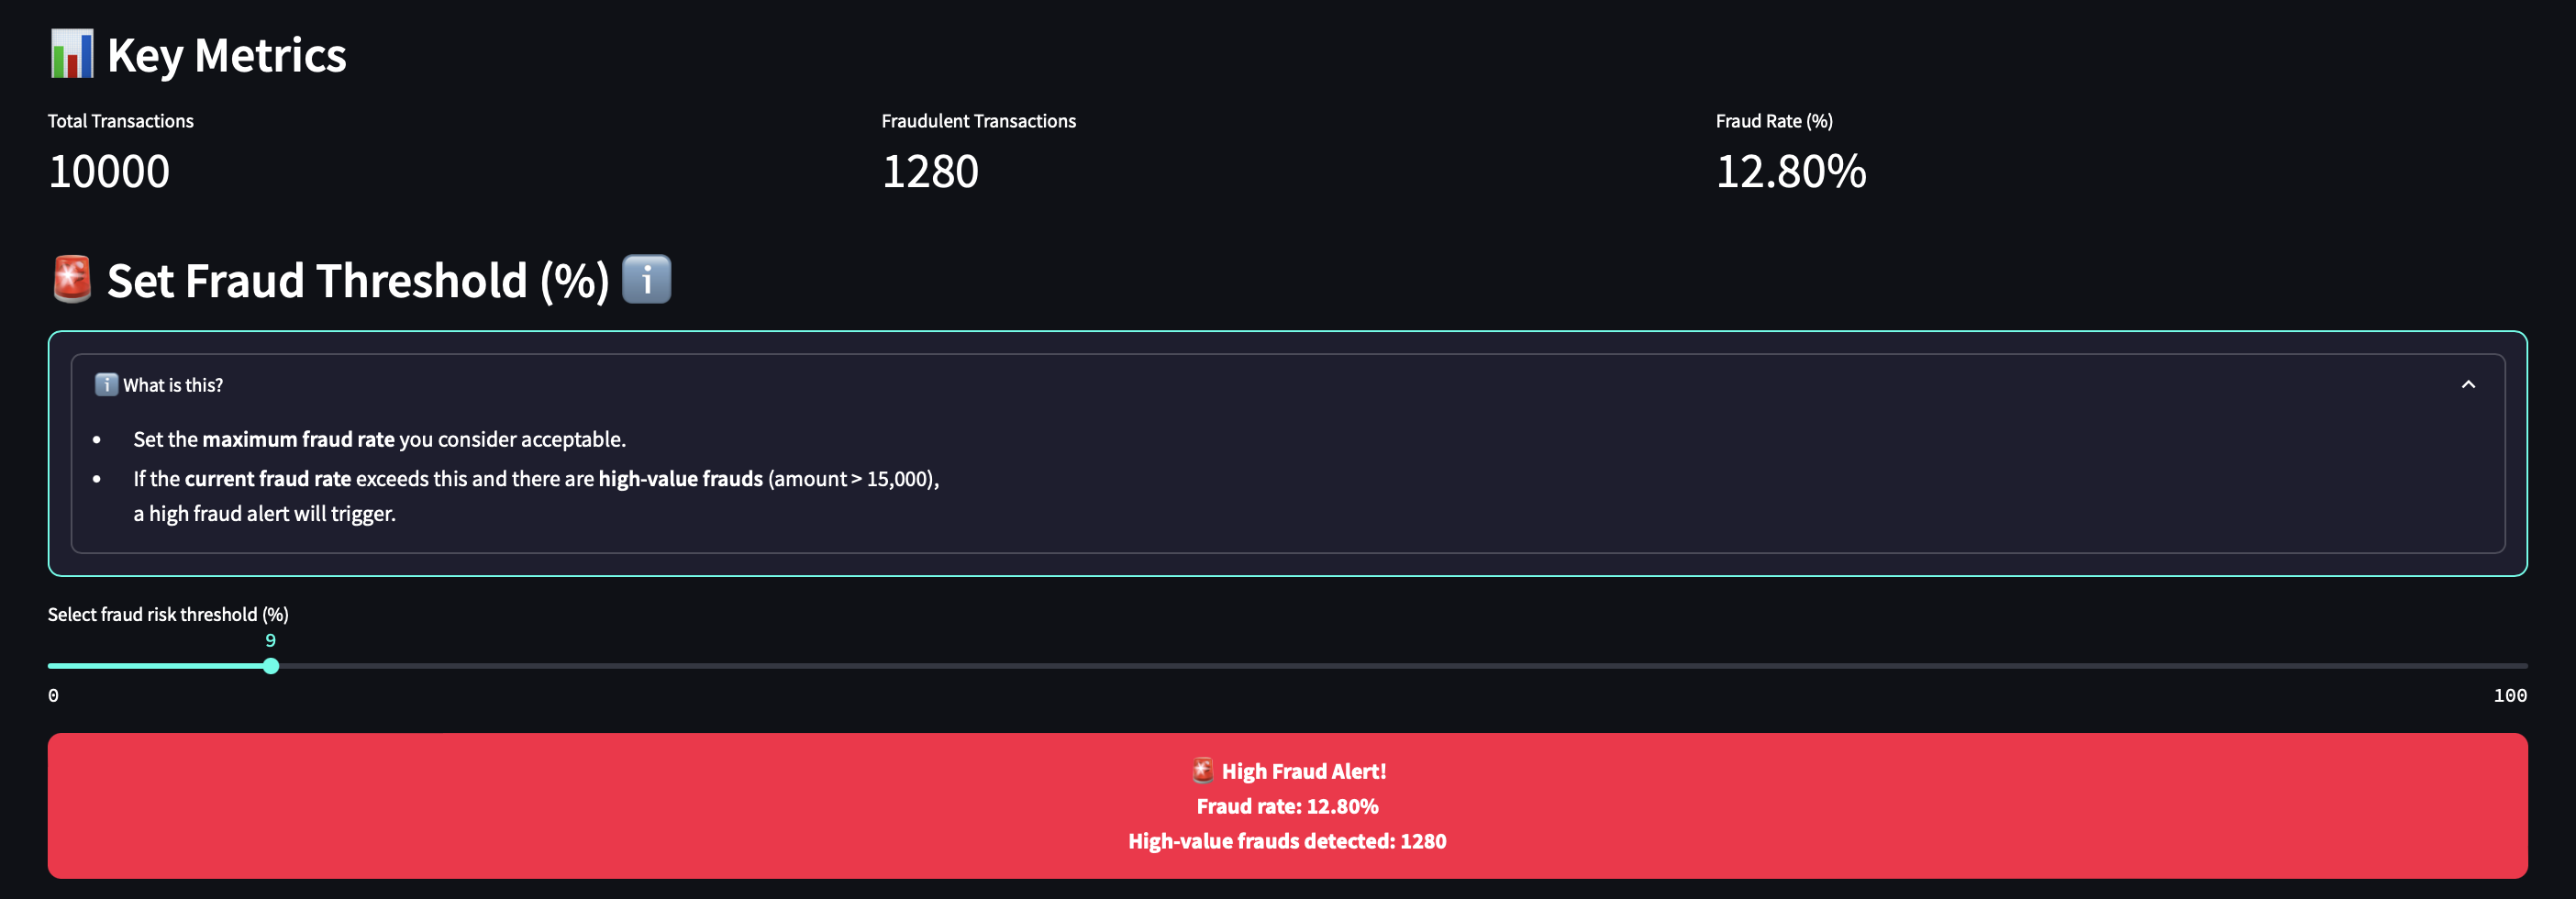 📊 Key Metrics
Total Transactions
10000
Fraudulent Transactions
1280
Fraud Rate (%)
12.80%
🚨 Set Fraud Threshold (%) ℹ️
ℹ️ What is this?
• Set the maximum fraud rate you consider acceptable.
• If the current fraud rate exceeds this and there are high-value frauds (amount > 15,000),
a high fraud alert will trigger.
Select fraud risk threshold (%)
9
0
100
🚨 High Fraud Alert!
Fraud rate: 12.80%
High-value frauds detected: 1280